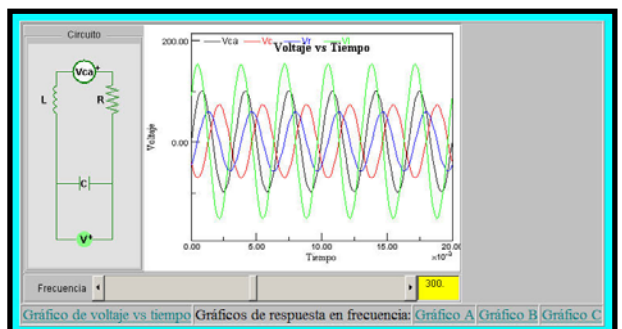 Circuito
Vca+
L
R
C
V+
Vca Vc Vr Vl
Voltaje vs Tiempo
200.00
0.00
Voltaje
0.00 5.00 10.00 15.00 20.00
Tiempo
×10⁻³
Frecuencia
300.
Gráfico de voltaje vs tiempo Gráficos de respuesta en frecuencia: Gráfico A Gráfico B Gráfico C